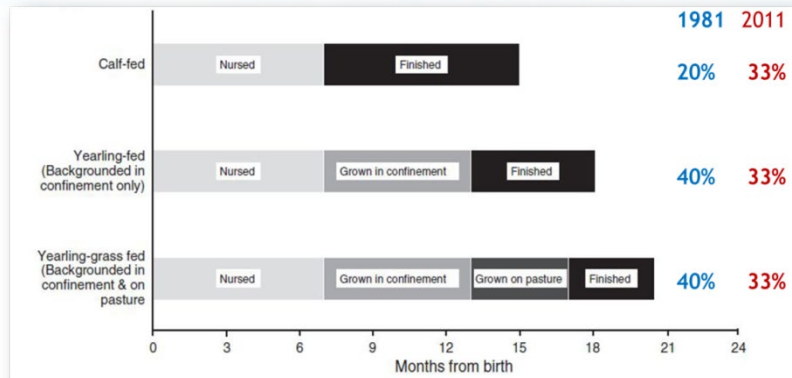 1981 2011
Calf-fed
Nursed
Finished
20% 33%
Yearling-fed
(Backgrounded in
confinement only)
Nursed
Grown in confinement
Finished
40% 33%
Yearling-grass fed
(Backgrounded in
confinement & on
pasture
Nursed
Grown in confinement
Grown on pasture
Finished
40% 33%
0 3 6 9 12 15 18 21 24
Months from birth